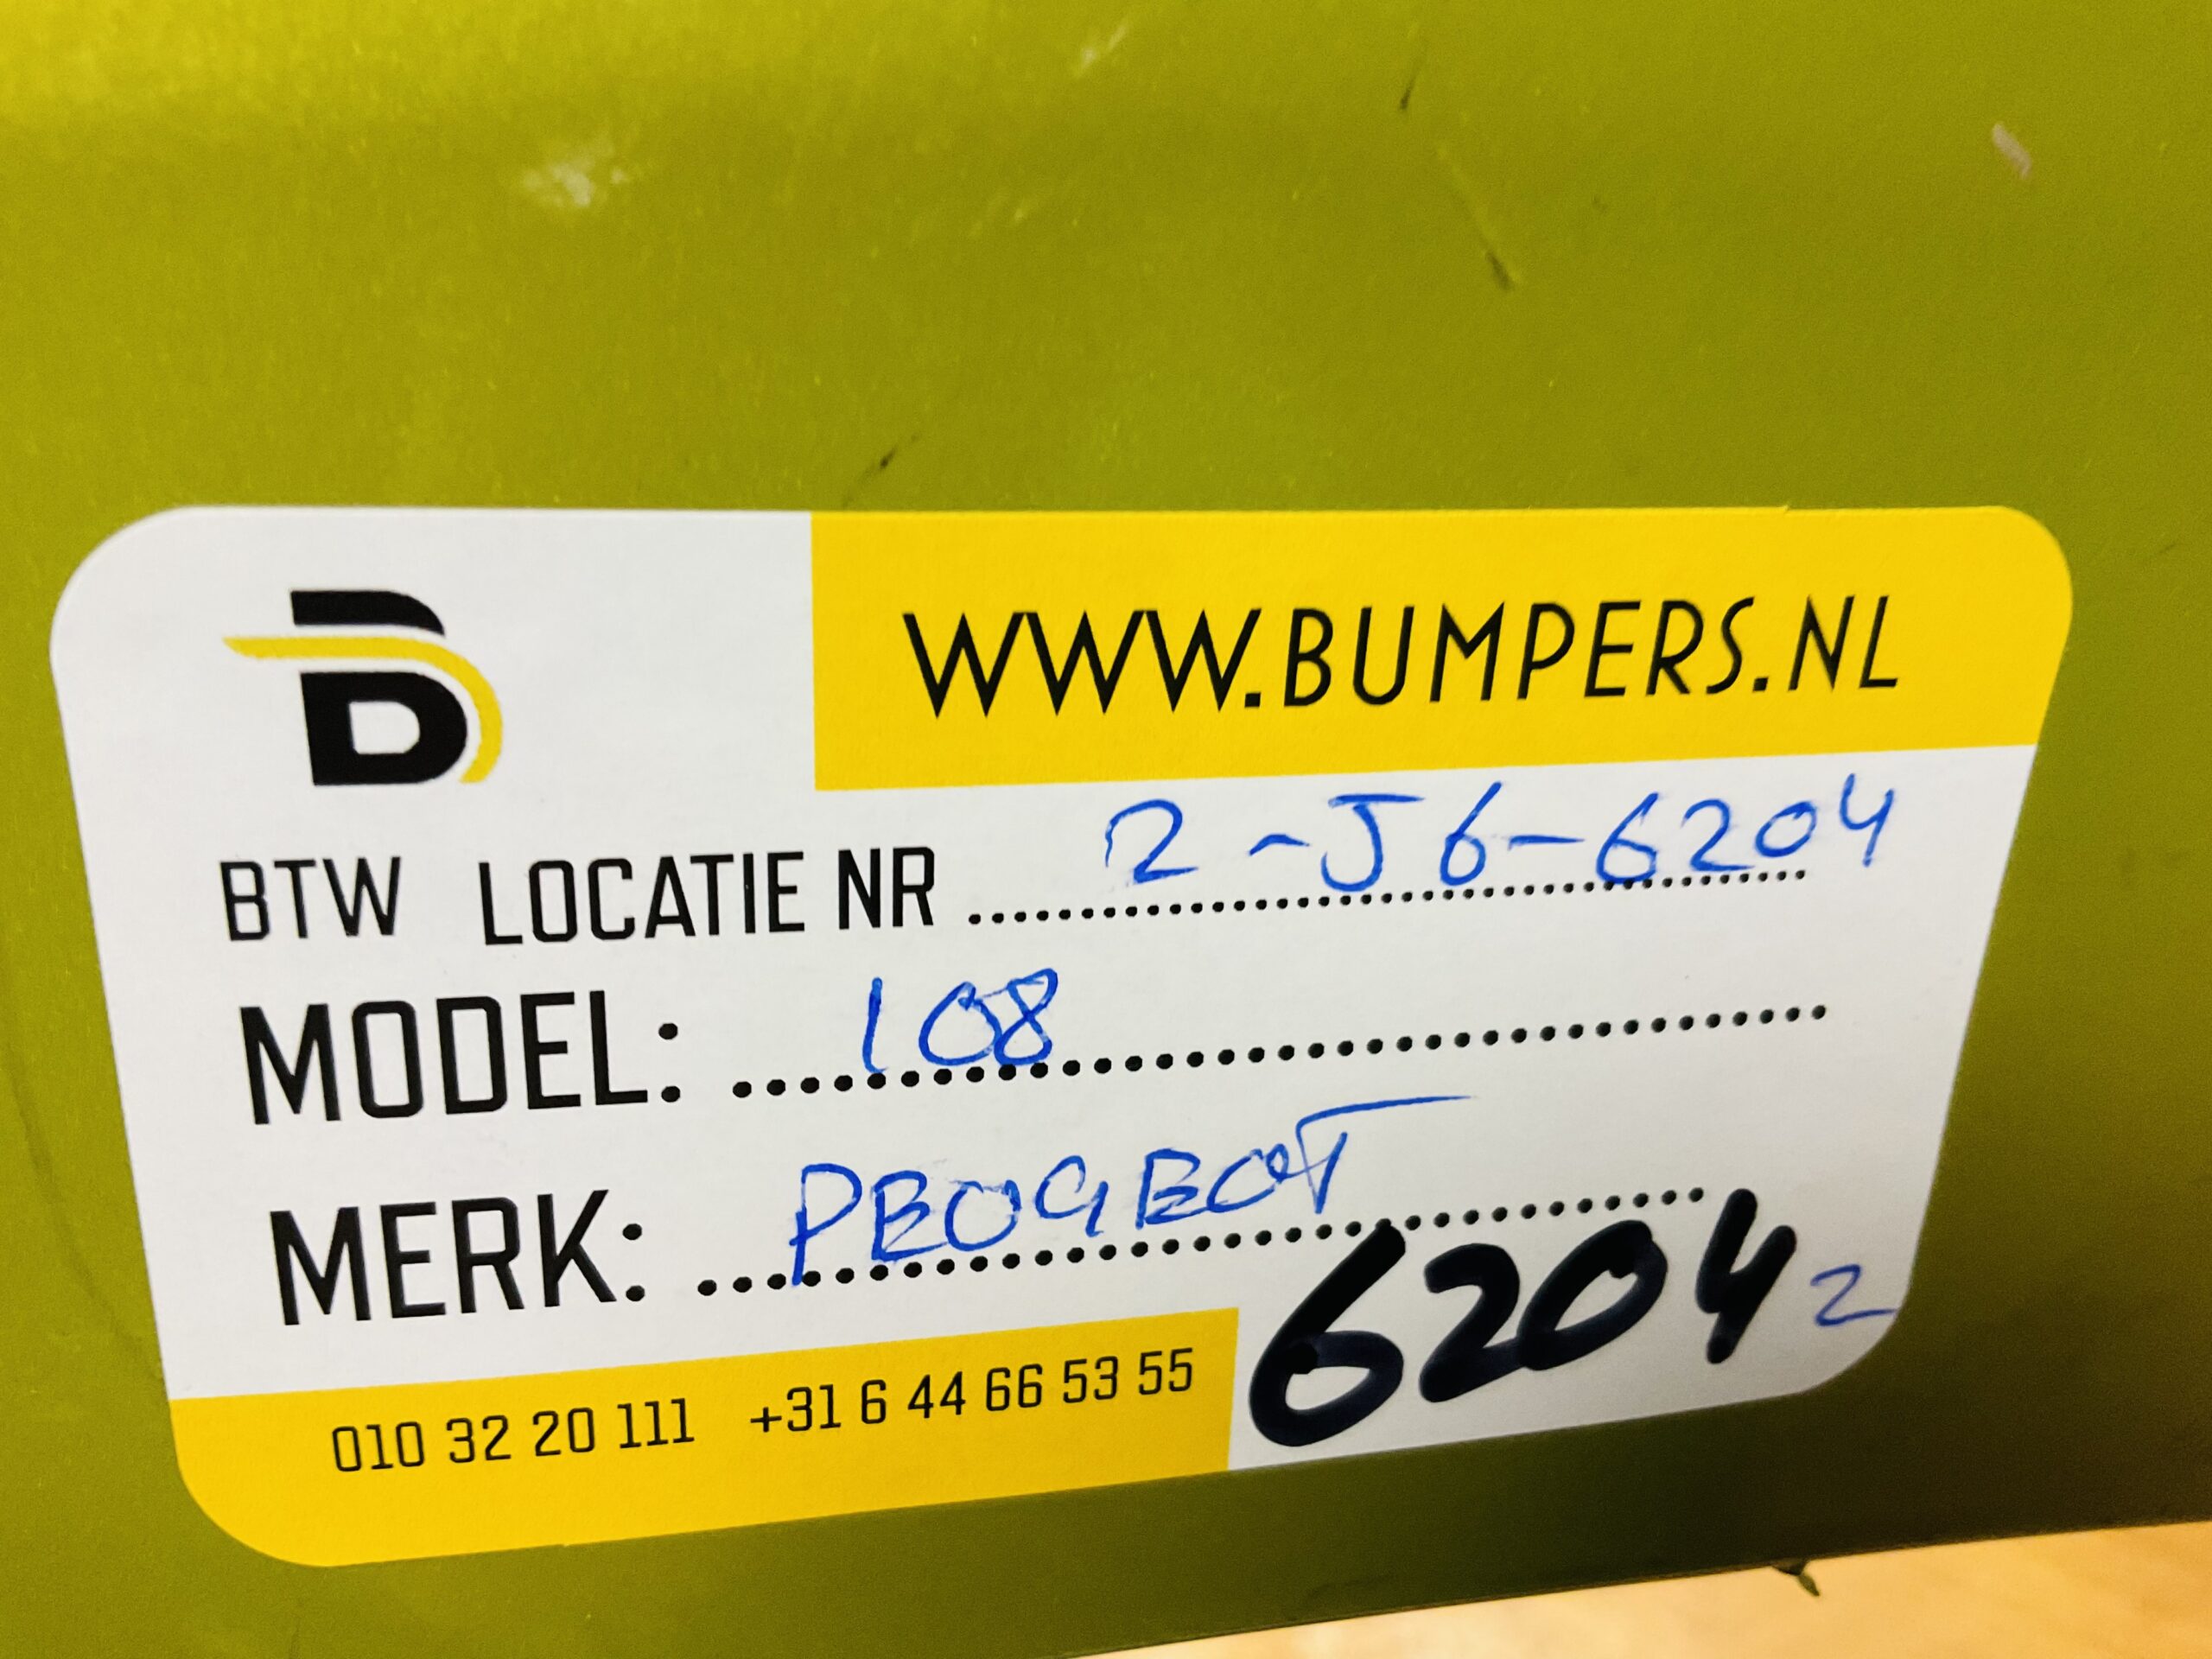 B
WWW.BUMPERS.NL
BTW LOCATIE NR 2-J6-6204
MODEL: 108
MERK: PEOGEOT
6204 2
010 32 20 111 +31 6 44 66 53 55